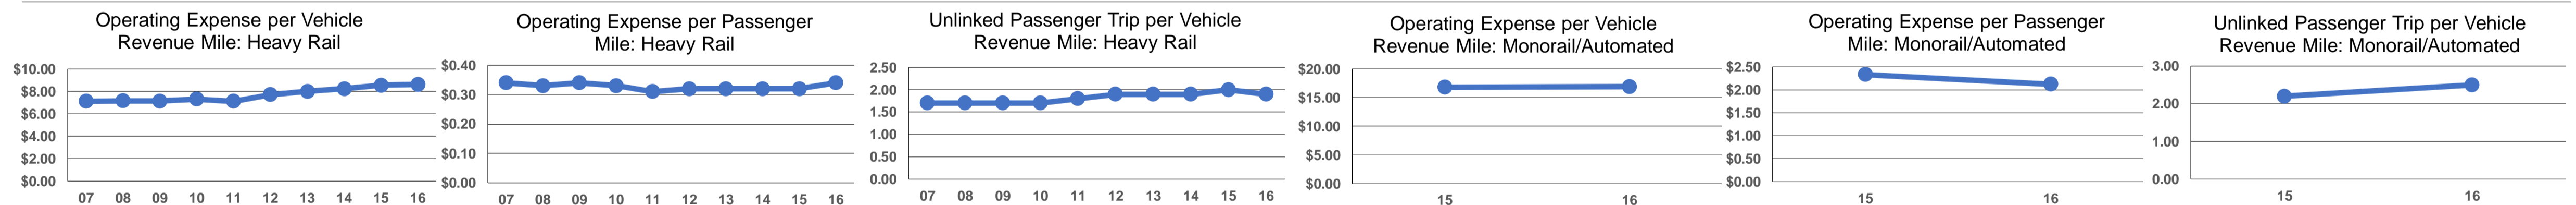 Operating Expense per Vehicle
Revenue Mile: Heavy Rail
$10.00
$8.00
$6.00
$4.00
$2.00
$0.00
07 08 09 10 11 12 13 14 15 16
Operating Expense per Passenger
Mile: Heavy Rail
$0.40
$0.30
$0.20
$0.10
$0.00
07 08 09 10 11 12 13 14 15 16
Unlinked Passenger Trip per Vehicle
Revenue Mile: Heavy Rail
2.50
2.00
1.50
1.00
0.50
0.00
07 08 09 10 11 12 13 14 15 16
Operating Expense per Vehicle
Revenue Mile: Monorail/Automated
$20.00
$15.00
$10.00
$5.00
$0.00
15 16
Operating Expense per Passenger
Mile: Monorail/Automated
$2.50
$2.00
$1.50
$1.00
$0.50
$0.00
15 16
Unlinked Passenger Trip per Vehicle
Revenue Mile: Monorail/Automated
3.00
2.00
1.00
0.00
15 16